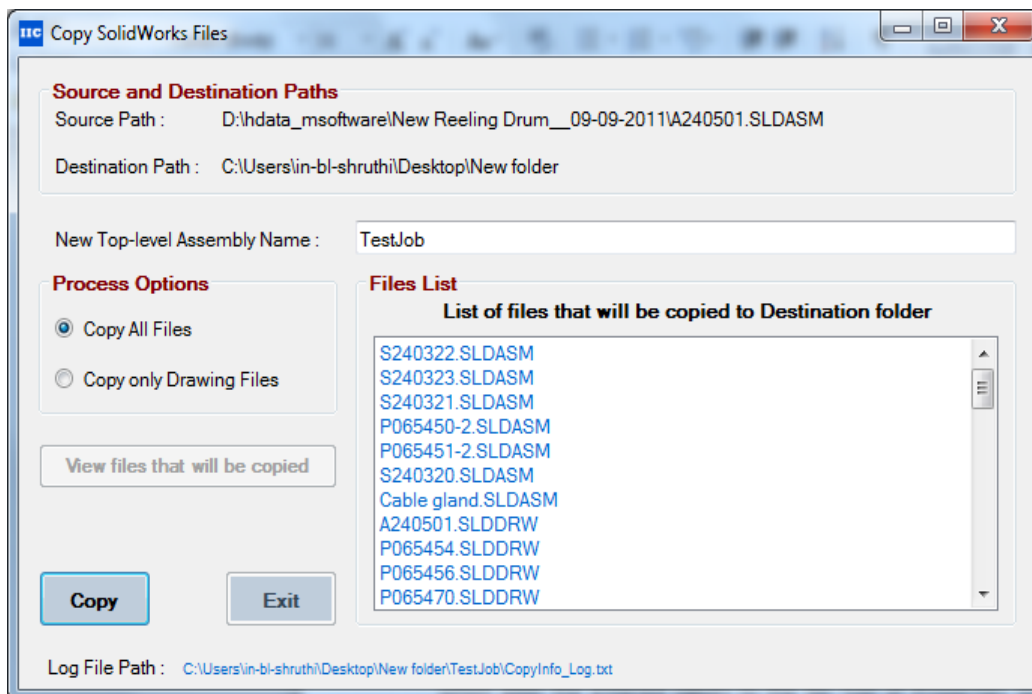 IIC Copy SolidWorks Files
Source and Destination Paths
Source Path : D:\hdata_msoftware\New Reeling Drum__09-09-2011\A240501.SLDASM
Destination Path : C:\Users\in-bl-shruthi\Desktop\New folder
New Top-level Assembly Name : TestJob
Process Options
Copy All Files
Copy only Drawing Files
View files that will be copied
Copy Exit
Files List
List of files that will be copied to Destination folder
S240322.SLDASM
S240323.SLDASM
S240321.SLDASM
P065450-2.SLDASM
P065451-2.SLDASM
S240320.SLDASM
Cable gland.SLDASM
A240501.SLDDRW
P065454.SLDDRW
P065456.SLDDRW
P065470.SLDDRW
Log File Path : C:\Users\in-bl-shruthi\Desktop\New folder\TestJob\CopyInfo_Log.txt